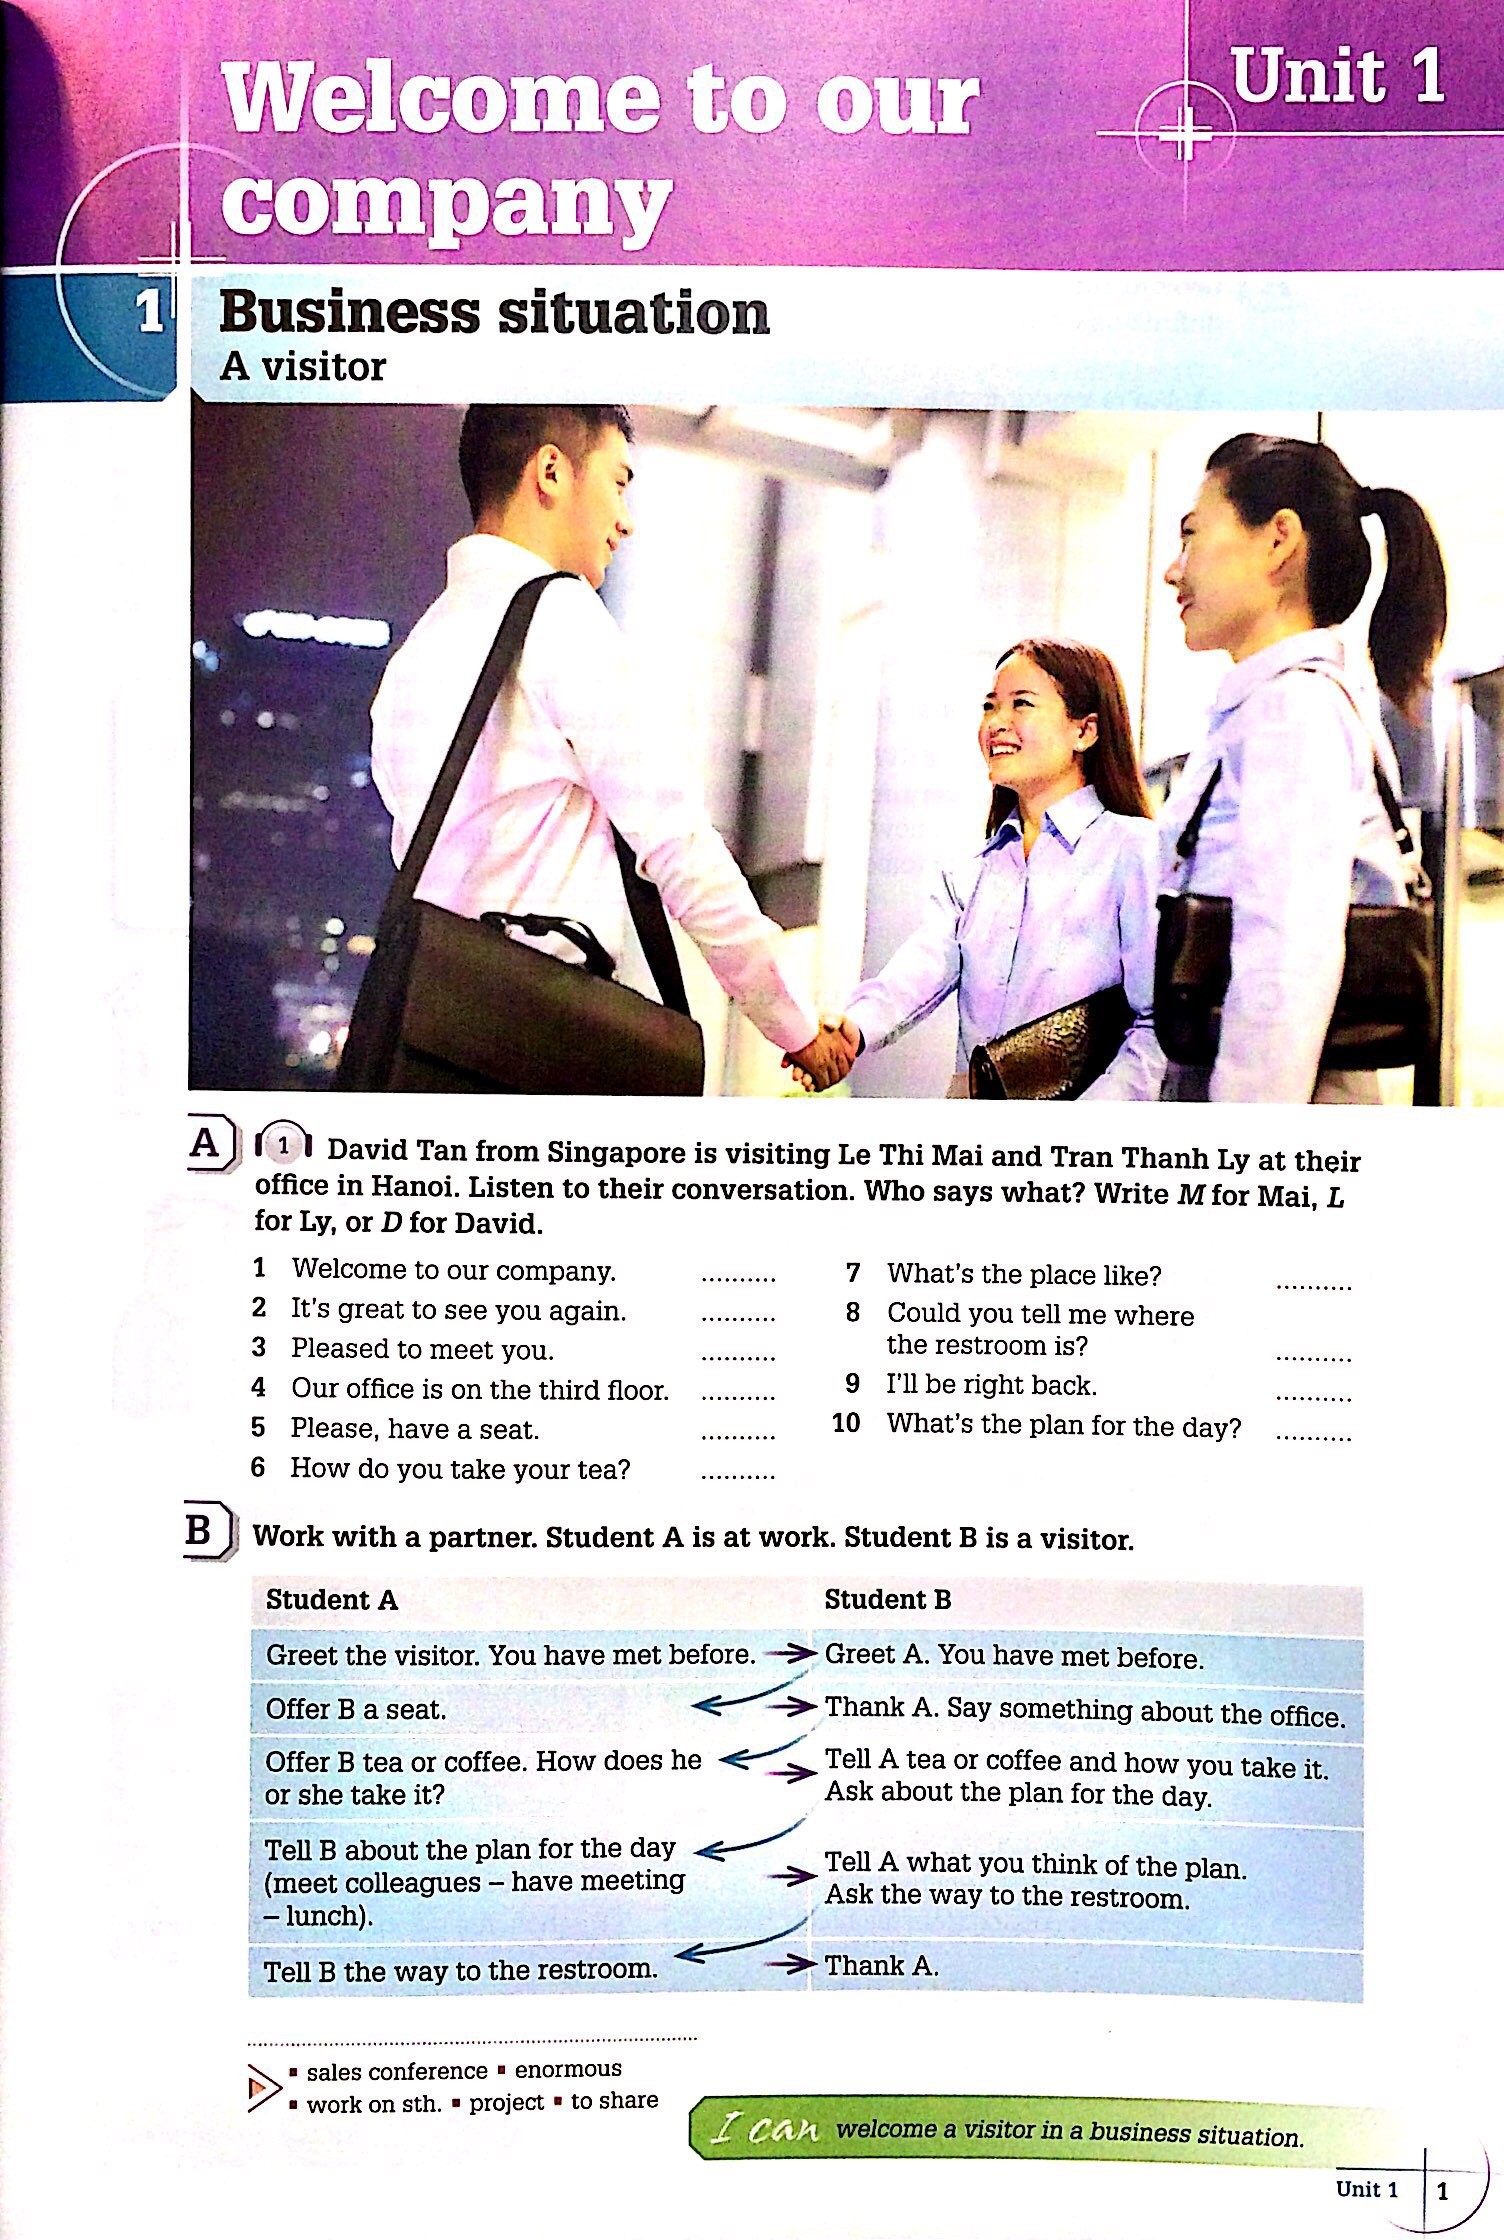 Welcome to our
company
Unit 1
1
Business situation
A visitor
A
1 David Tan from Singapore is visiting Le Thi Mai and Tran Thanh Ly at their
office in Hanoi. Listen to their conversation. Who says what? Write M for Mai, L
for Ly, or D for David.
1 Welcome to our company. ..........
2 It's great to see you again. ..........
3 Pleased to meet you. ..........
4 Our office is on the third floor. ..........
5 Please, have a seat. ..........
6 How do you take your tea? ..........
7 What's the place like? ..........
8 Could you tell me where
the restroom is? ..........
9 I'll be right back. ..........
10 What's the plan for the day? ..........
B
Work with a partner. Student A is at work. Student B is a visitor.
Student A
Student B
Greet the visitor. You have met before.
Greet A. You have met before.
Offer B a seat.
Thank A. Say something about the office.
Offer B tea or coffee. How does he
or she take it?
Tell A tea or coffee and how you take it.
Ask about the plan for the day.
Tell B about the plan for the day
(meet colleagues – have meeting
– lunch).
Tell A what you think of the plan.
Ask the way to the restroom.
Tell B the way to the restroom.
Thank A.
▪ sales conference ▪ enormous
▪ work on sth. ▪ project ▪ to share
I can welcome a visitor in a business situation.
Unit 1 1